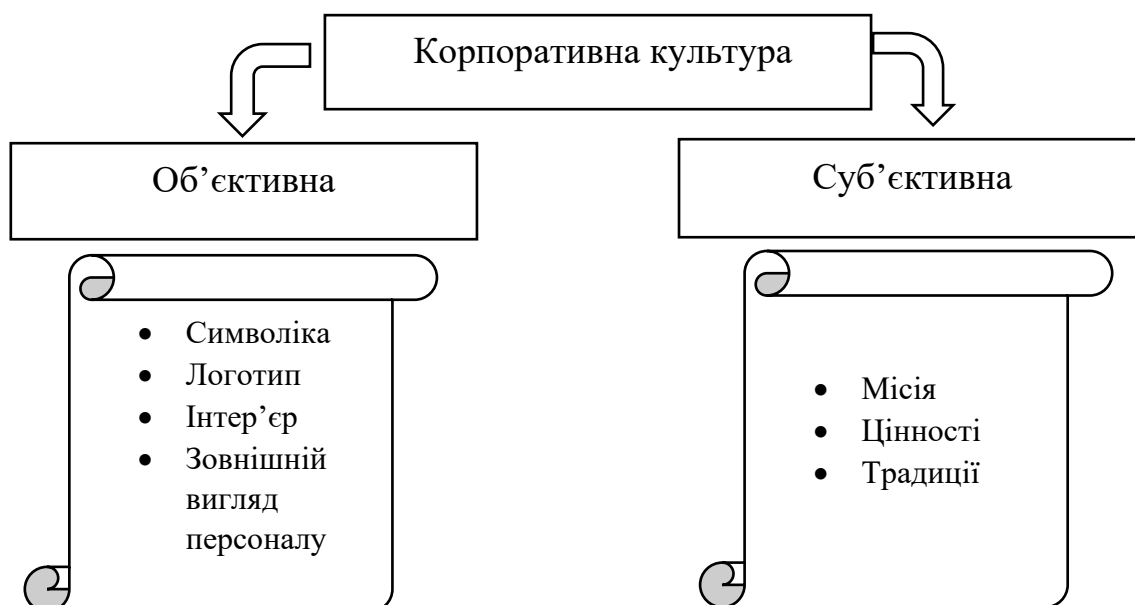 Корпоративна культура
Об’єктивна
Суб’єктивна
• Символіка
• Логотип
• Інтер’єр
• Зовнішній
вигляд
персоналу
• Місія
• Цінності
• Традиції